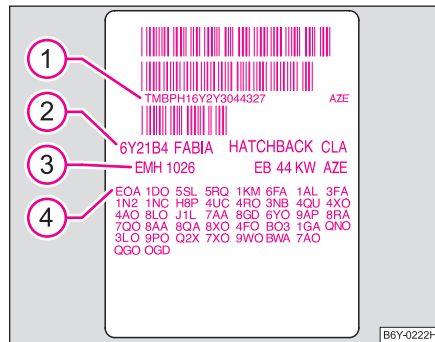 1
TMBPH16Y2Y3044327 AZE
2
6Y21B4 FABIA HATCHBACK CLA
3
EMH 1026 EB 44 KW AZE
4
EOA 1DO 5SL 5RQ 1KM 6FA 1AL 3FA
1N2 1NC H8P 4UC 4RO 3NB 4QU 4XO
4AO 8LO J1L 7AA 8GD 6YO 9AP 8RA
7QO 8AA 8QA 8XO 4FO BO3 1GA QNO
3LO 9PO Q2X 7XO 9WO BWA 7AO
QGO OGD
B6Y-0222H